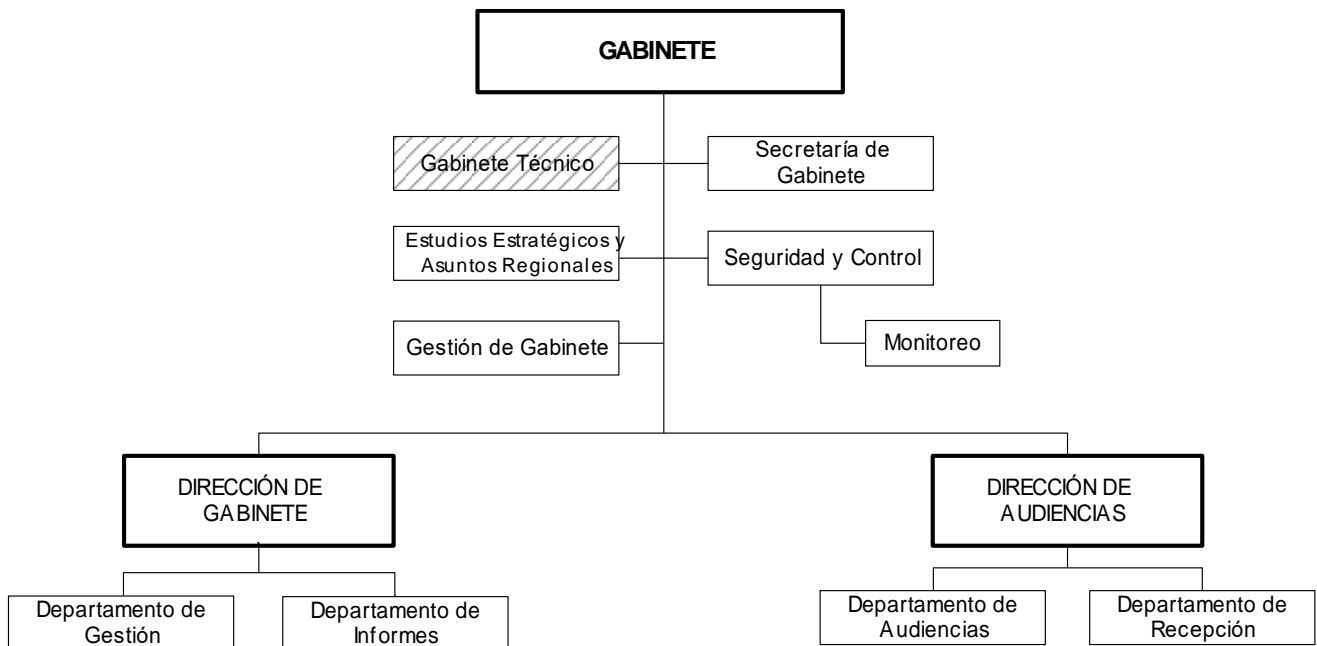 GABINETE
Gabinete Técnico
Secretaría de
Gabinete
Estudios Estratégicos y
Asuntos Regionales
Seguridad y Control
Gestión de Gabinete
Monitoreo
DIRECCIÓN DE
GABINETE
DIRECCIÓN DE
AUDIENCIAS
Departamento de
Gestión
Departamento de
Informes
Departamento de
Audiencias
Departamento de
Recepción